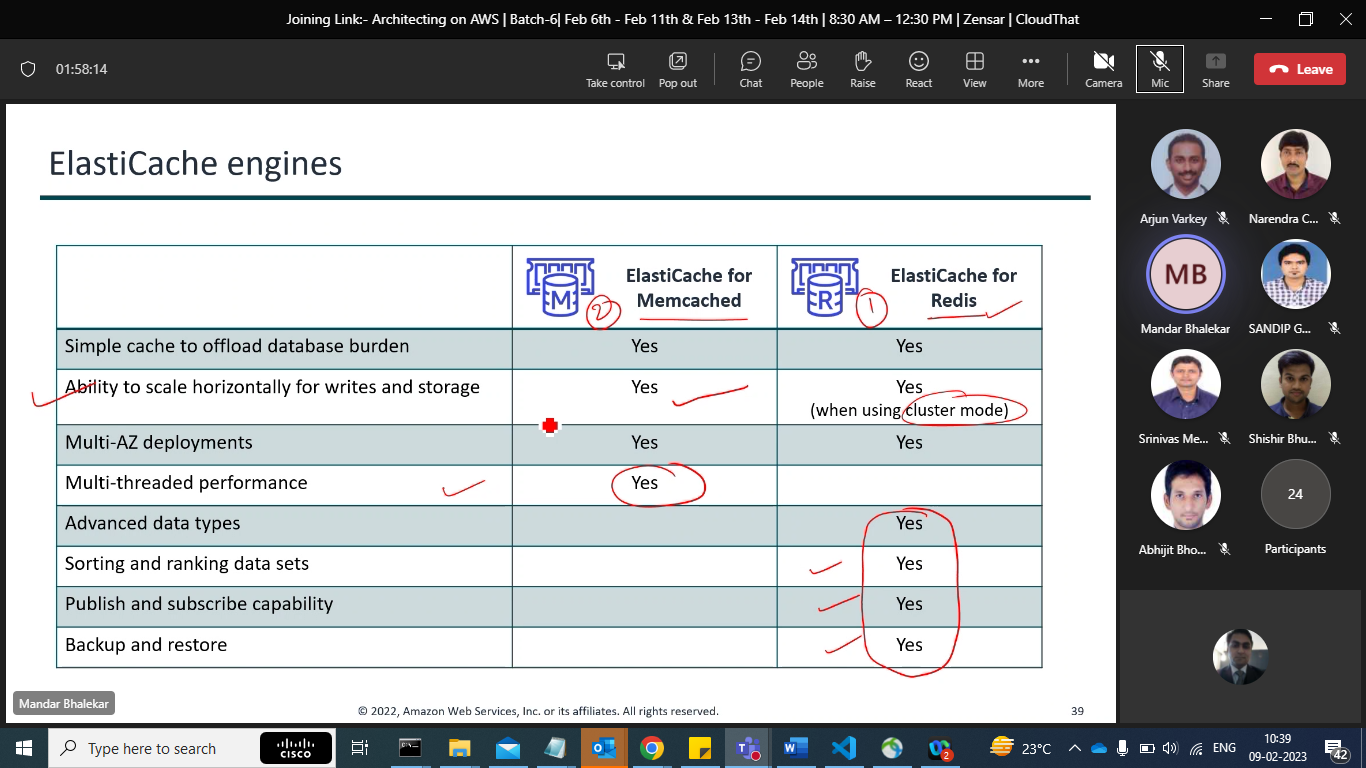 Joining Link:- Architecting on AWS | Batch-6| Feb 6th - Feb 11th & Feb 13th - Feb 14th | 8:30 AM – 12:30 PM | Zensar | CloudThat
01:58:14
Take control
Pop out
Chat
People
Raise
React
View
More
Camera
Mic
Share
Leave
ElastiCache engines
M
ElastiCache for
Memcached
2
R
ElastiCache for
Redis
1
Simple cache to offload database burden Yes Yes
Ability to scale horizontally for writes and storage Yes Yes
(when using cluster mode)
Multi-AZ deployments Yes Yes
Multi-threaded performance Yes
Advanced data types Yes
Sorting and ranking data sets Yes
Publish and subscribe capability Yes
Backup and restore Yes
Mandar Bhalekar
© 2022, Amazon Web Services, Inc. or its affiliates. All rights reserved.
39
Arjun Varkey
Narendra C...
MB
Mandar Bhalekar
SANDIP G...
Srinivas Me...
Shishir Bhu...
Abhijit Bho...
24
Participants
Type here to search
CISCO
2
23°C
ENG
10:39
09-02-2023
42